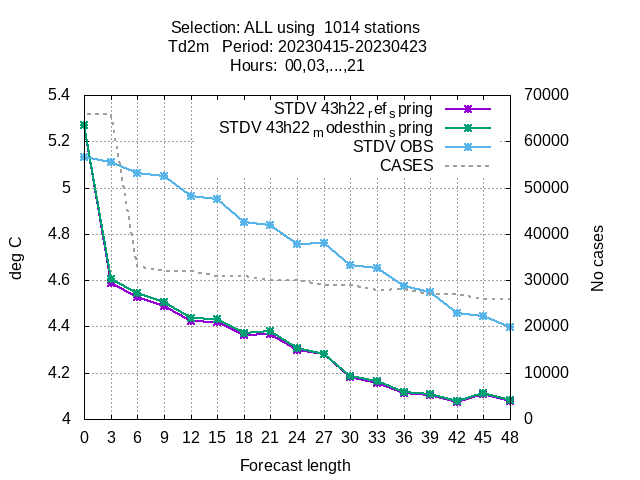 Selection: ALL using  1014 stations
Td2m   Period: 20230415-20230423
Hours:  00,03,...,21
STDV 43h22refspring
STDV 43h22modesthinspring
STDV OBS
CASES
5.4
5.2
5
4.8
4.6
4.4
4.2
4
70000
60000
50000
40000
30000
20000
10000
0
deg C
No cases
0 3 6 9 12 15 18 21 24 27 30 33 36 39 42 45 48
Forecast length